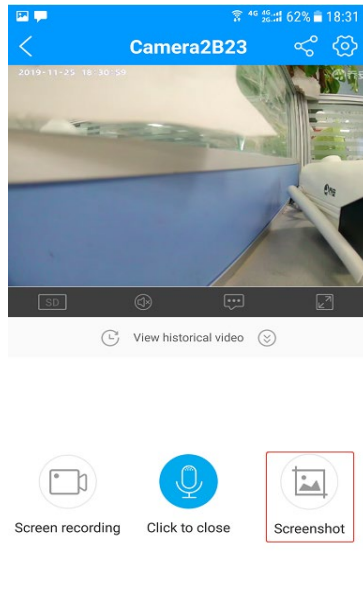 4G 4G 2G 62% 18:31
Camera2B23
2019-11-25 18:30:59
SD
View historical video
Screen recording
Click to close
Screenshot